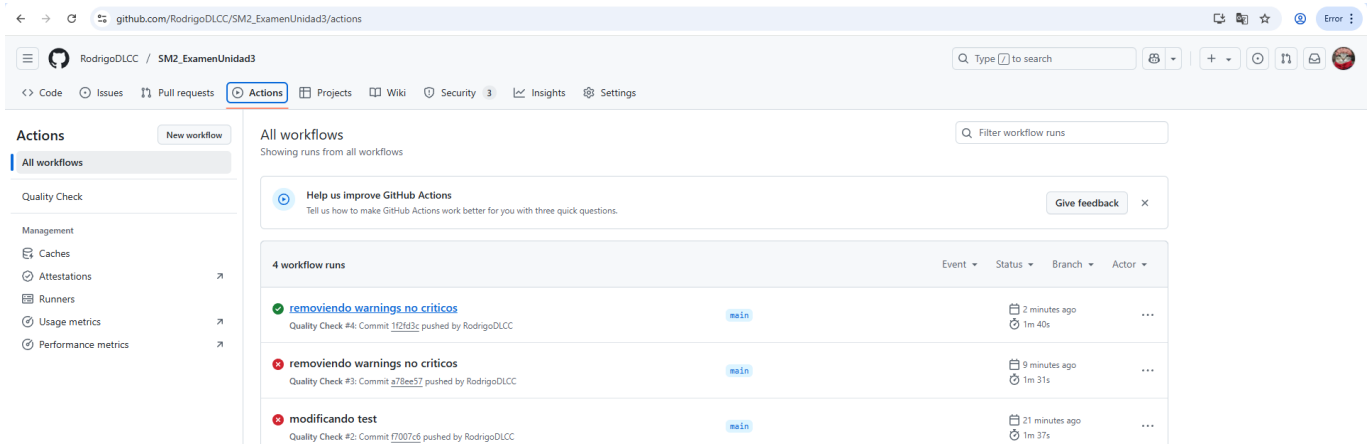 github.com/RodrigoDLCC/SM2_ExamenUnidad3/actions
Error
RodrigoDLCC / SM2_ExamenUnidad3
Type / to search
Code Issues Pull requests Actions Projects Wiki Security 3 Insights Settings
Actions
New workflow
All workflows
Quality Check
Management
Caches
Attestations
Runners
Usage metrics
Performance metrics
All workflows
Showing runs from all workflows
Filter workflow runs
Help us improve GitHub Actions
Tell us how to make GitHub Actions work better for you with three quick questions.
Give feedback
4 workflow runs
Event Status Branch Actor
removiendo warnings no criticos
Quality Check #4: Commit 1f2fd3c pushed by RodrigoDLCC
main
2 minutes ago
1m 40s
removiendo warnings no criticos
Quality Check #3: Commit a78ee57 pushed by RodrigoDLCC
main
9 minutes ago
1m 31s
modificando test
Quality Check #2: Commit f7007c6 pushed by RodrigoDLCC
main
21 minutes ago
1m 37s